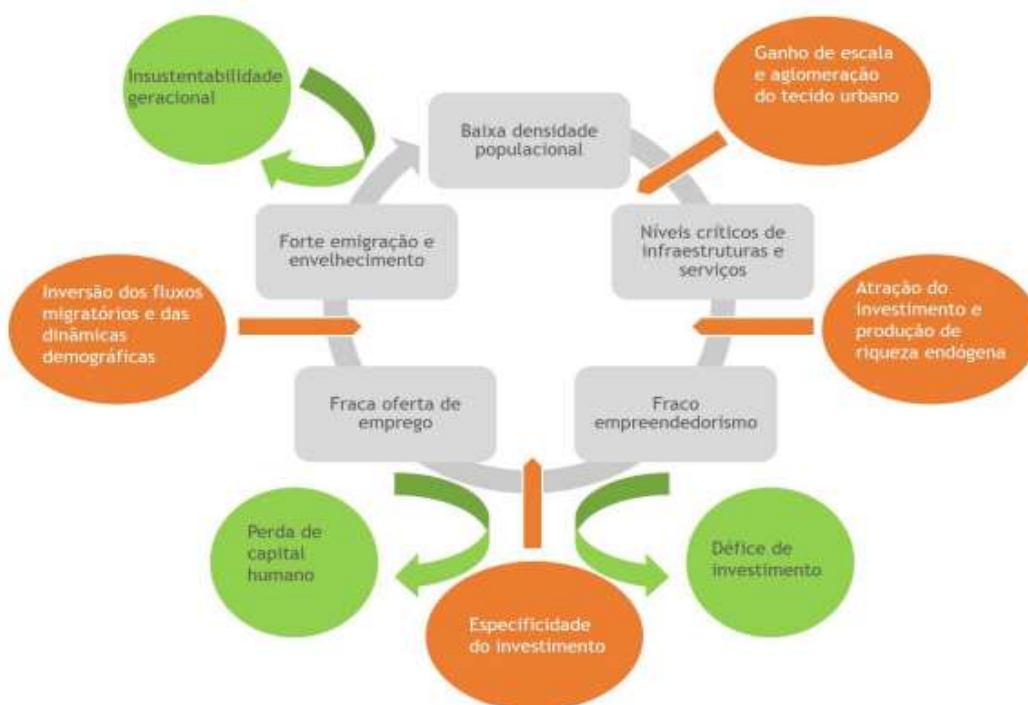 Insustentabilidade
geracional
Ganho de escala
e aglomeração
do tecido urbano
Baixa densidade
populacional
Forte emigração e
envelhecimento
Níveis críticos de
infraestruturas e
serviços
Inversão dos fluxos
migratórios e das
dinâmicas
demográficas
Atração do
investimento e
produção de
riqueza endógena
Fraca oferta de
emprego
Fraco
empreendedorismo
Perda de
capital
humano
Défice de
investimento
Especificidade
do investimento